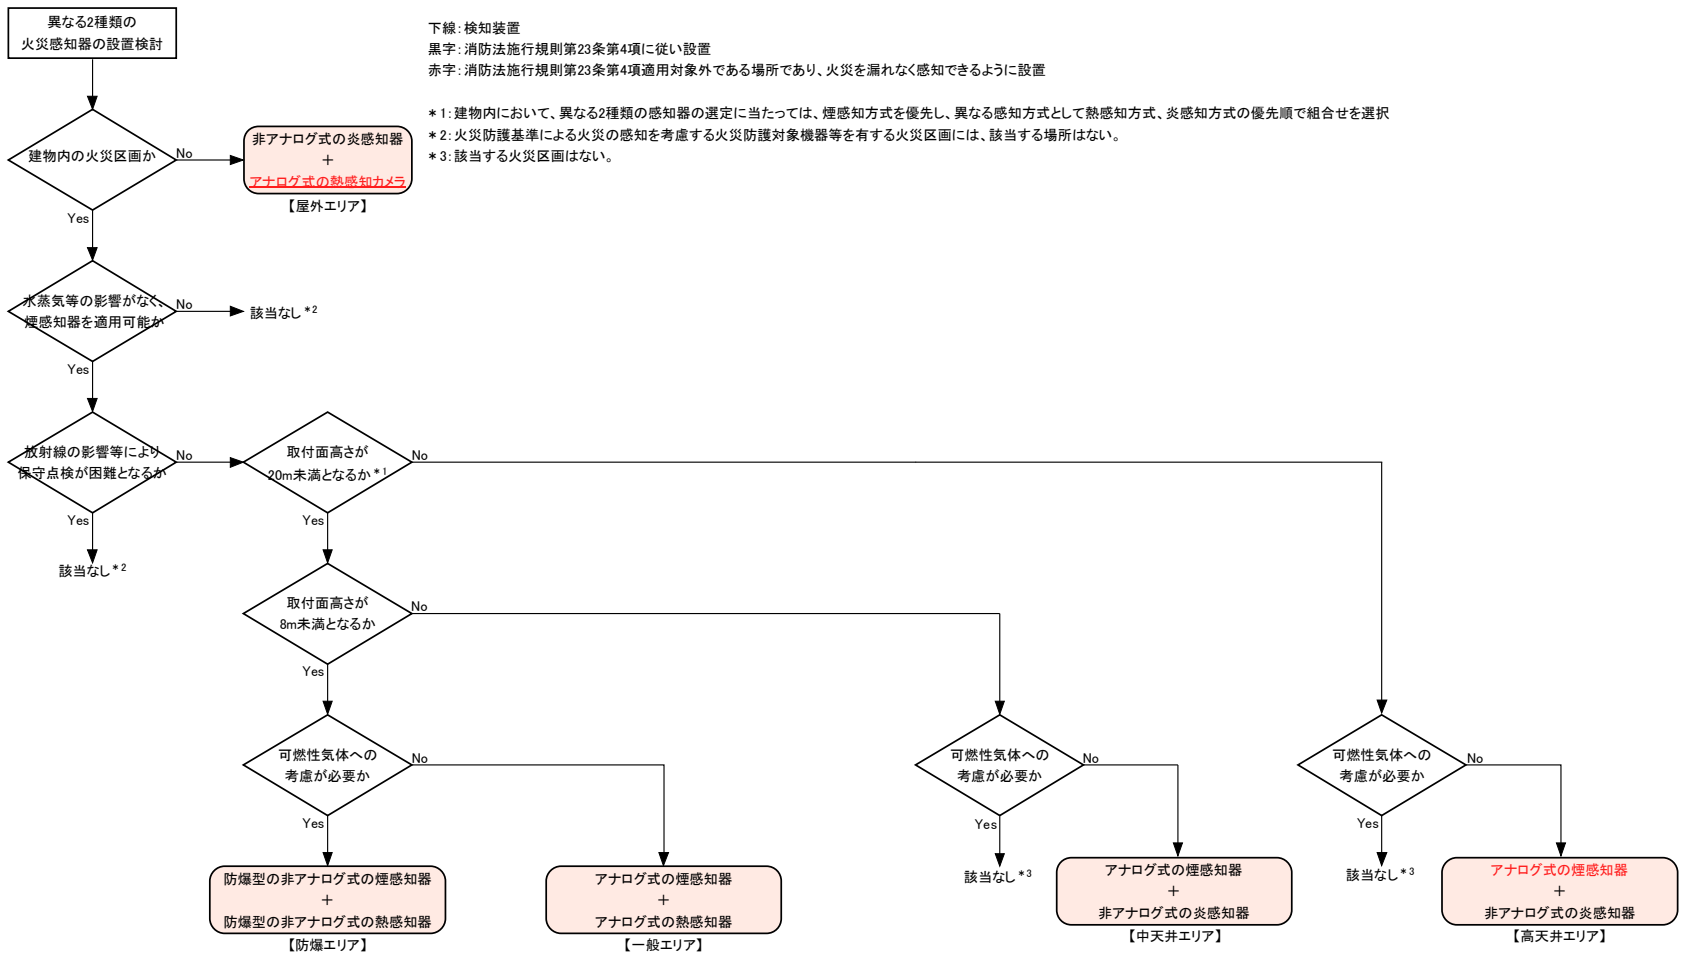 異なる2種類の
火災感知器の設置検討
下線：検知装置
黒字：消防法施行規則第23条第4項に従い設置
赤字：消防法施行規則第23条第4項適用対象外である場所であり、火災を漏れなく感知できるように設置
＊1：建物内において、異なる2種類の感知器の選定に当たっては、煙感知方式を優先し、異なる感知方式として熱感知方式、炎感知方式の優先順で組合せを選択
＊2：火災防護基準による火災の感知を考慮する火災防護対象機器等を有する火災区画には、該当する場所はない。
＊3：該当する火災区画はない。
建物内の火災区画か
No
非アナログ式の炎感知器
＋
アナログ式の熱感知カメラ
【屋外エリア】
Yes
水蒸気等の影響がなく、
煙感知器を適用可能か
No
該当なし＊2
Yes
放射線の影響等により
保守点検が困難となるか
No
Yes
該当なし＊2
取付面高さが
20m未満となるか＊1
No
Yes
取付面高さが
8m未満となるか
No
Yes
可燃性気体への
考慮が必要か
No
Yes
防爆型の非アナログ式の煙感知器
＋
防爆型の非アナログ式の熱感知器
【防爆エリア】
アナログ式の煙感知器
＋
アナログ式の熱感知器
【一般エリア】
可燃性気体への
考慮が必要か
No
Yes
該当なし＊3
アナログ式の煙感知器
＋
非アナログ式の炎感知器
【中天井エリア】
可燃性気体への
考慮が必要か
No
Yes
該当なし＊3
アナログ式の煙感知器
＋
非アナログ式の炎感知器
【高天井エリア】